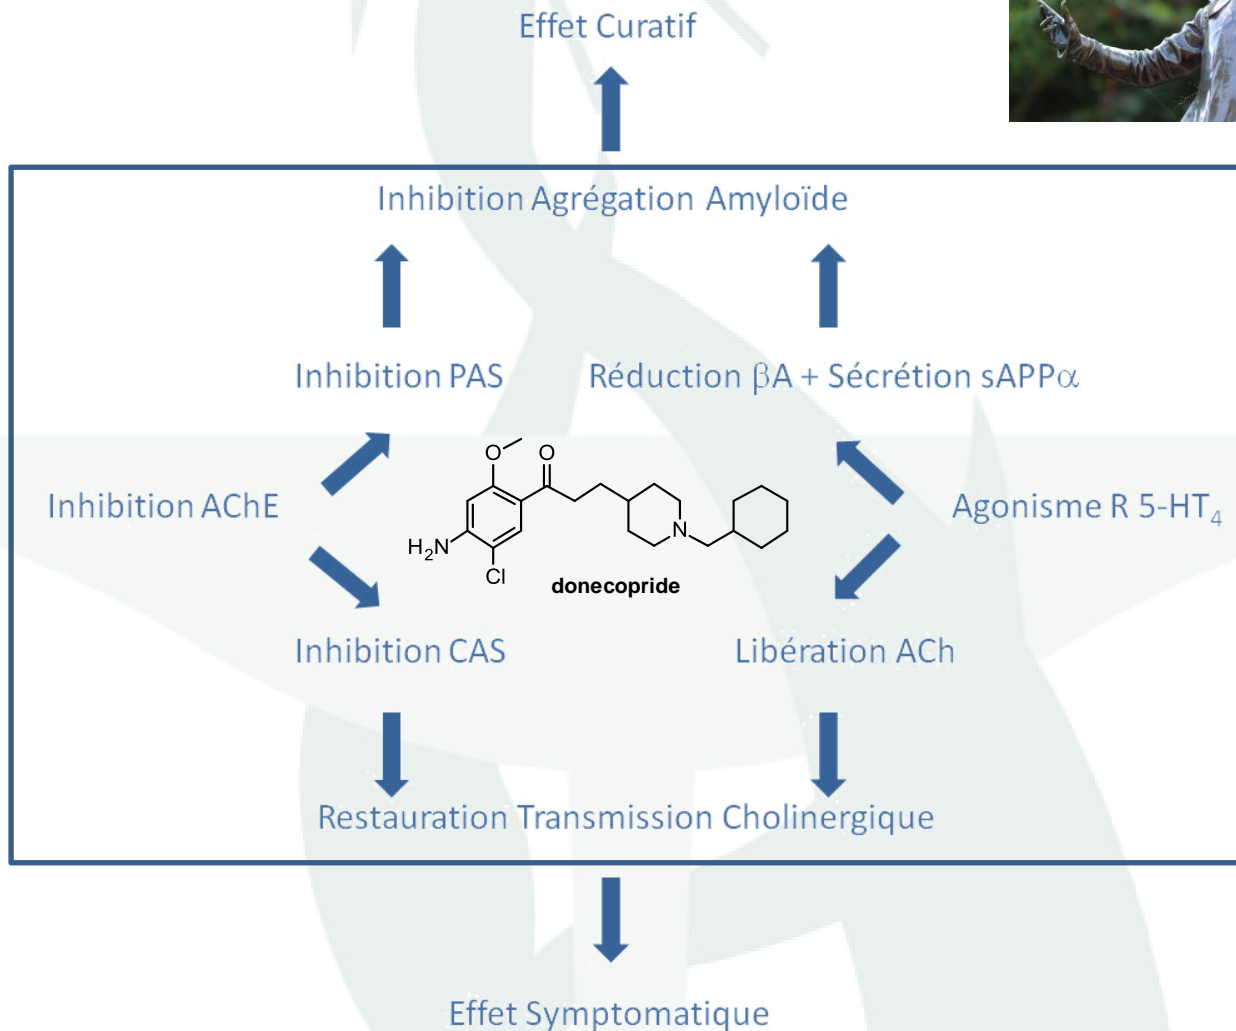 Effet Curatif
Inhibition Agrégation Amyloïde
Inhibition PAS
Réduction βA + Sécrétion sAPPα
O
O
Inhibition AChE
Agonisme R 5-HT₄
N
H₂N
Cl
donecopride
Inhibition CAS
Libération ACh
Restauration Transmission Cholinergique
Effet Symptomatique